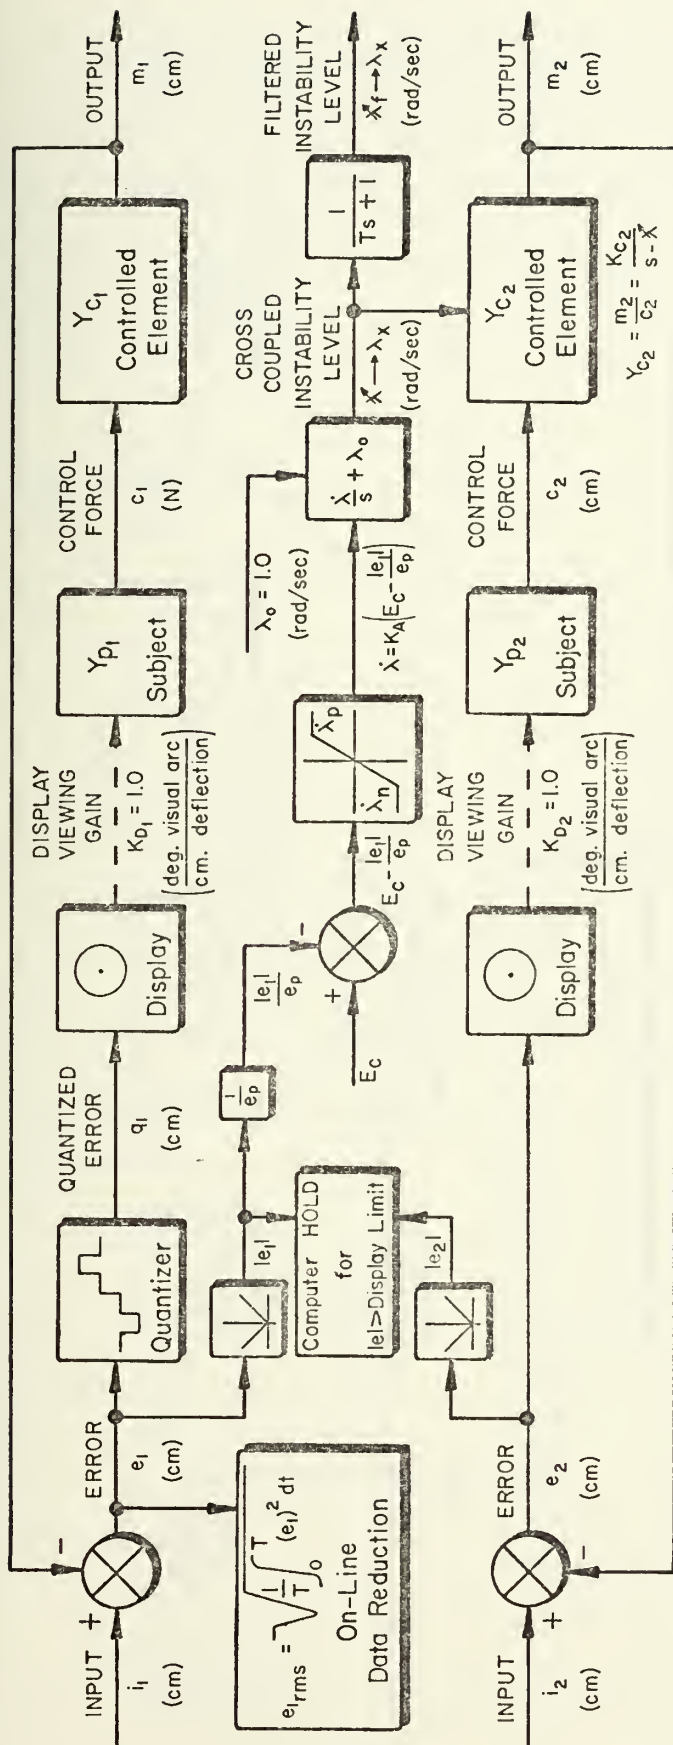 INPUT
i₁
(cm)
+
-
ERROR
e₁
(cm)
Quantizer
QUANTIZED
ERROR
q₁
(cm)
Display
DISPLAY
VIEWING
GAIN
K_D₁ = 1.0
(deg. visual arc / cm. deflection)
Y_p₁
Subject
CONTROL
FORCE
c₁
(N)
Y_c₁
Controlled
Element
OUTPUT
m₁
(cm)
e₁rms = √(1/T ∫₀ᵀ (e₁)² dt)
On-Line
Data Reduction
|e₁|
1/e_p
|e₁|/e_p
Computer HOLD
for
|e|>Display Limit
|e₂|
-
+
E_C
E_C - |e₁|/e_p
λ̇_p
λ̇_n
λ̇ = K_A(E_C - |e₁|/e_p)
λ₀ = 1.0
(rad/sec)
λ̇/s + λ₀
CROSS
COUPLED
INSTABILITY
LEVEL
λ→λ_x
(rad/sec)
1/(Ts + 1)
FILTERED
INSTABILITY
LEVEL
λ_f→λ_x
(rad/sec)
INPUT
i₂
(cm)
+
-
ERROR
e₂
(cm)
Display
DISPLAY
VIEWING
GAIN
K_D₂ = 1.0
(deg. visual arc / cm. deflection)
Y_p₂
Subject
CONTROL
FORCE
c₂
(cm)
Y_c₂
Controlled
Element
OUTPUT
m₂
(cm)
Y_c₂ = m₂/c₂ = K_c₂/(s - λ)